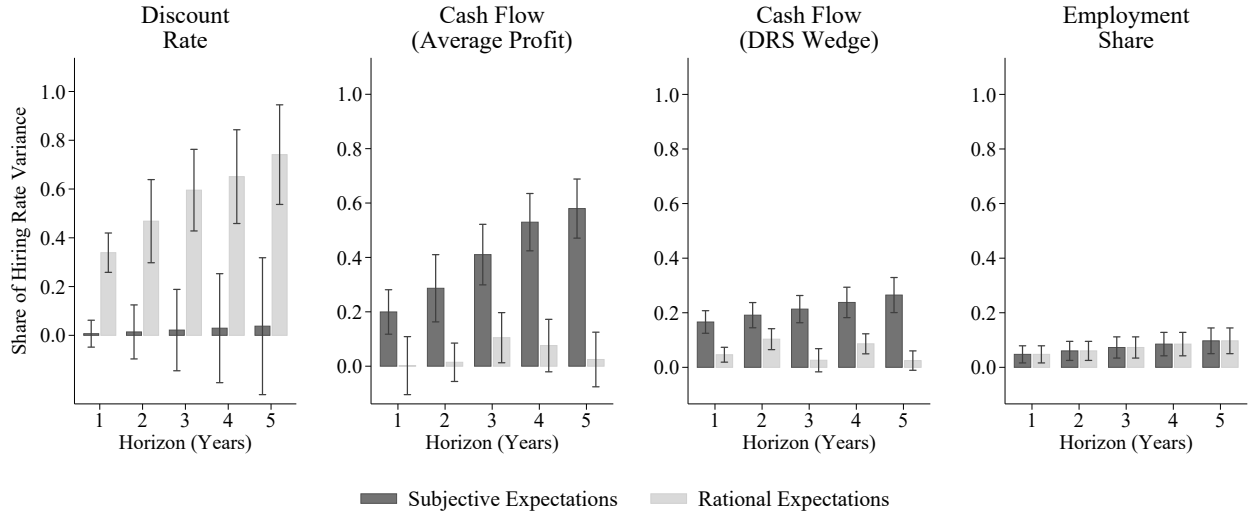 Discount
Rate
Cash Flow
(Average Profit)
Cash Flow
(DRS Wedge)
Employment
Share
Share of Hiring Rate Variance
1.0
0.8
0.6
0.4
0.2
0.0
1 2 3 4 5
Horizon (Years)
1.0
0.8
0.6
0.4
0.2
0.0
1 2 3 4 5
Horizon (Years)
1.0
0.8
0.6
0.4
0.2
0.0
1 2 3 4 5
Horizon (Years)
1.0
0.8
0.6
0.4
0.2
0.0
1 2 3 4 5
Horizon (Years)
Subjective Expectations
Rational Expectations